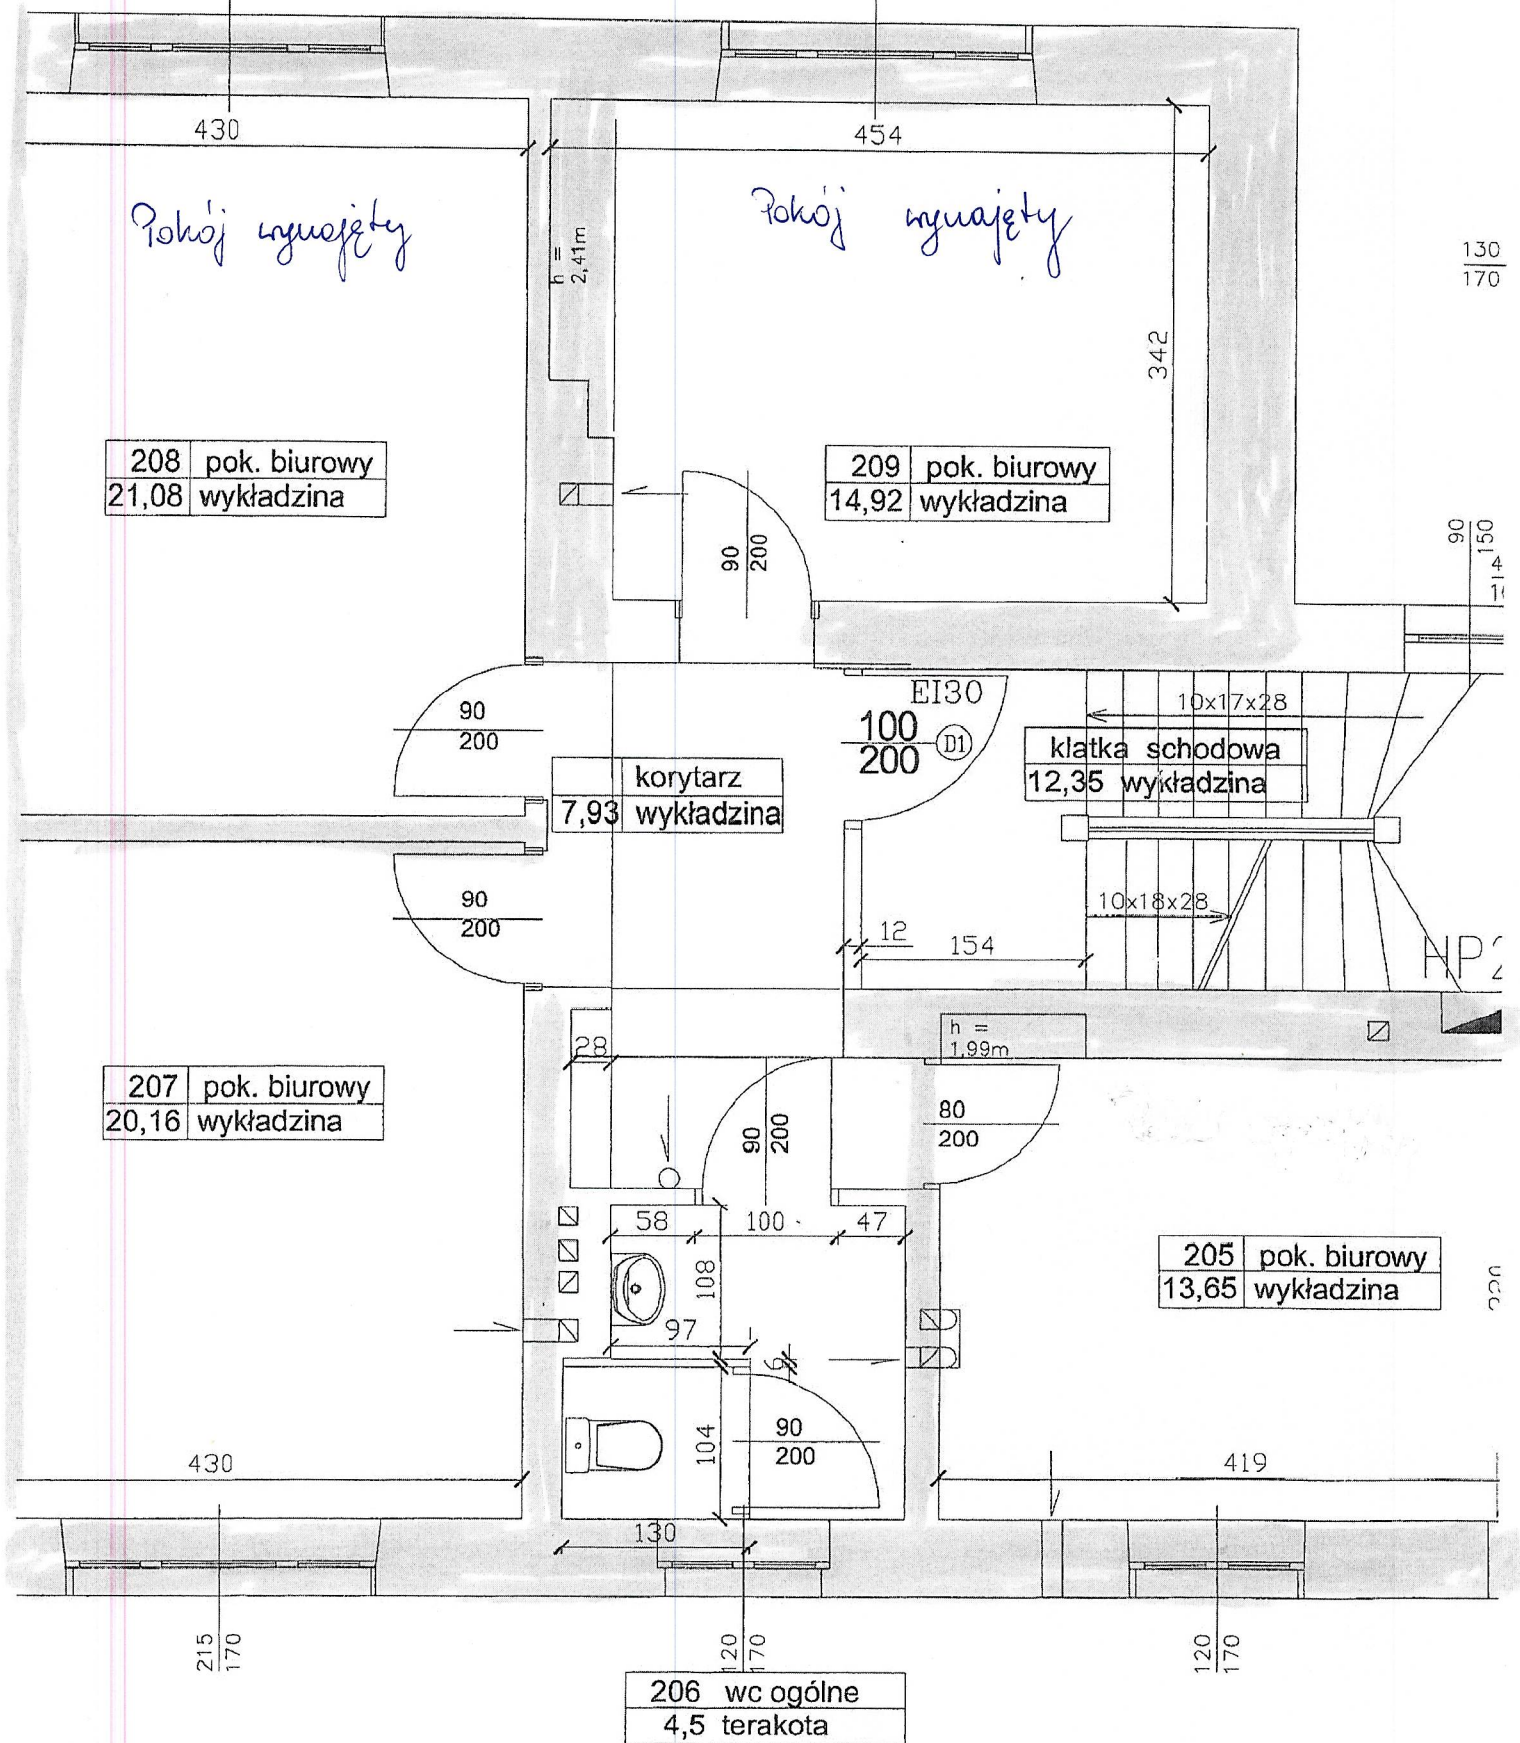 430
454
Pokój wynajęty
Pokój wynajęty
h =
2,41m
130
170
342
208 pok. biurowy
21,08 wykładzina
209 pok. biurowy
14,92 wykładzina
90
200
90
150
90
200
EI30
100
200
D1
10x17x28
klatka schodowa
12,35 wykładzina
korytarz
7,93 wykładzina
90
200
10x18x28
12
154
HP2
h =
1,99m
28
207 pok. biurowy
20,16 wykładzina
90
200
80
200
58
100
47
108
205 pok. biurowy
13,65 wykładzina
97
6
104
90
200
430
419
130
215
170
120
170
120
170
206 wc ogólne
4,5 terakota